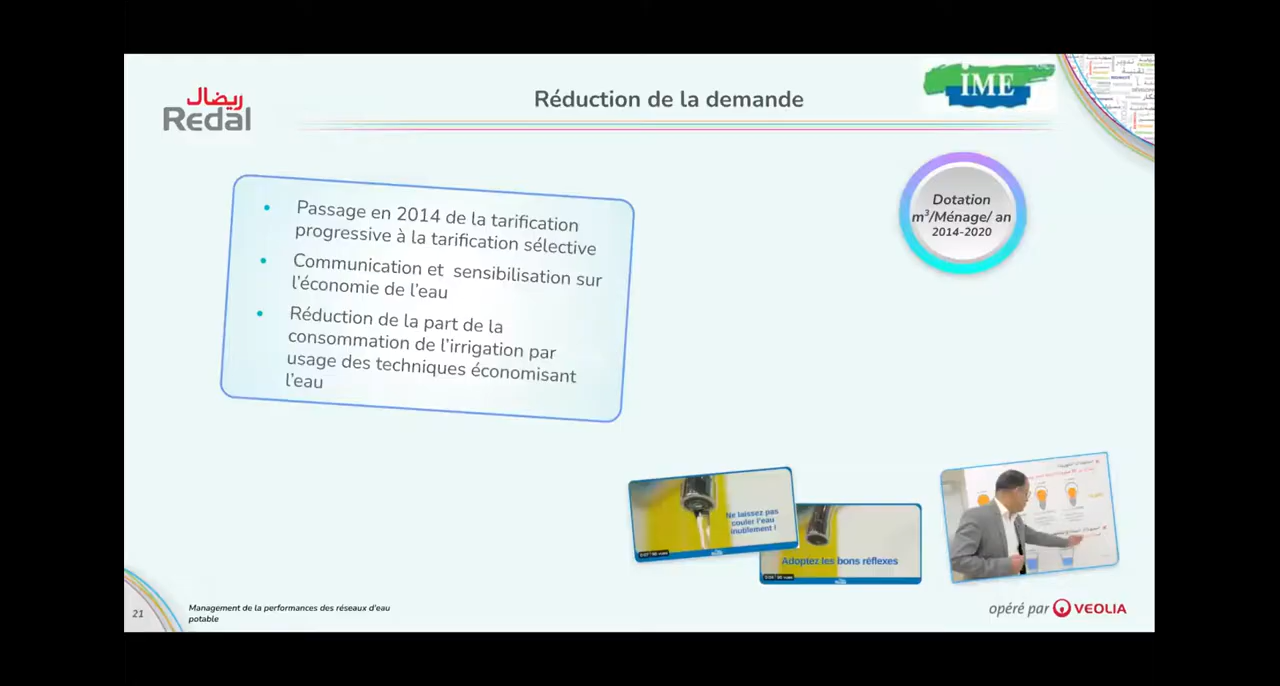 ريضال
Redal
Réduction de la demande
iME
Dotation
m³/Ménage/ an
2014-2020
• Passage en 2014 de la tarification
progressive à la tarification sélective
• Communication et sensibilisation sur
l'économie de l'eau
• Réduction de la part de la
consommation de l'irrigation par
usage des techniques économisant
l'eau
Ne laissez pas
couler l'eau
inutilement !
Adoptez les bons réflexes
21
Management de la performances des réseaux d'eau
potable
opéré par VEOLIA